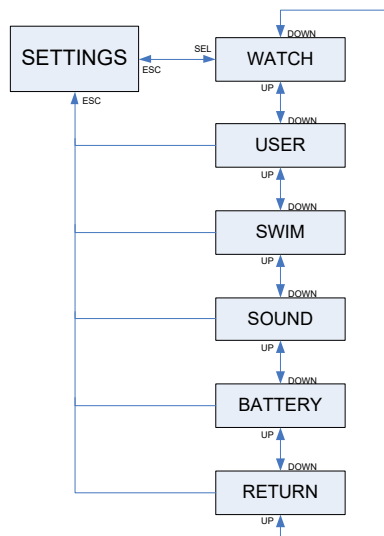 DOWN
SETTINGS
SEL
ESC
WATCH
ESC
UP
DOWN
USER
UP
DOWN
SWIM
UP
DOWN
SOUND
UP
DOWN
BATTERY
UP
DOWN
RETURN
UP